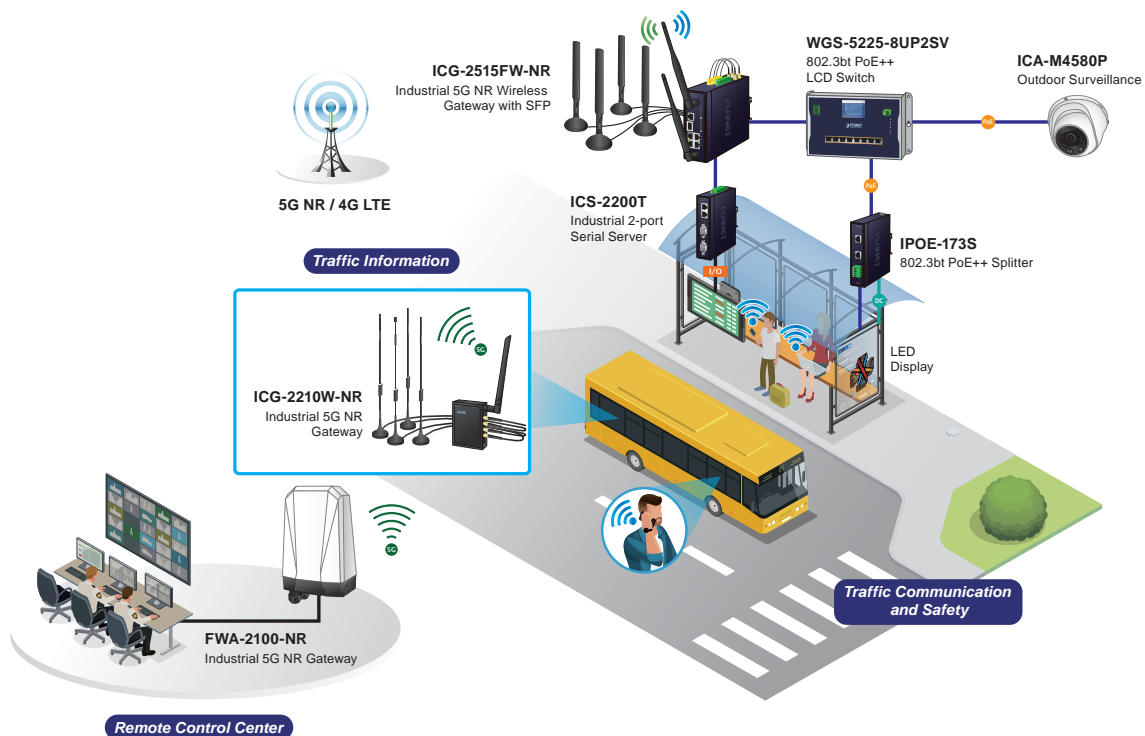 WGS-5225-8UP2SV
802.3bt PoE++
LCD Switch
ICA-M4580P
Outdoor Surveillance
ICG-2515FW-NR
Industrial 5G NR Wireless
Gateway with SFP
PLANET
PoE
PoE
5G NR / 4G LTE
ICS-2200T
Industrial 2-port
Serial Server
IPOE-173S
802.3bt PoE++ Splitter
I/O
DC
Traffic Information
LED
Display
5G
ICG-2210W-NR
Industrial 5G NR
Gateway
5G
Traffic Communication
and Safety
FWA-2100-NR
Industrial 5G NR Gateway
Remote Control Center